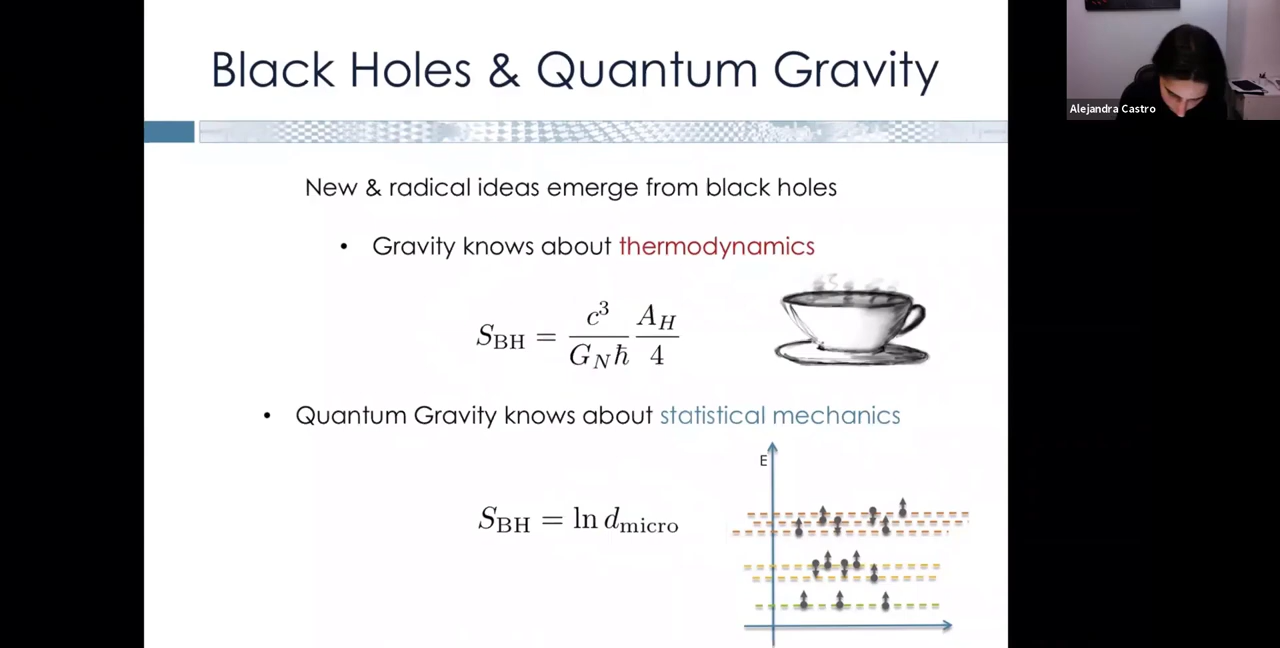 Black Holes & Quantum Gravity
Alejandra Castro
New & radical ideas emerge from black holes
• Gravity knows about thermodynamics
S_BH = c³/(G_N ħ) A_H/4
• Quantum Gravity knows about statistical mechanics
E
S_BH = ln d_micro